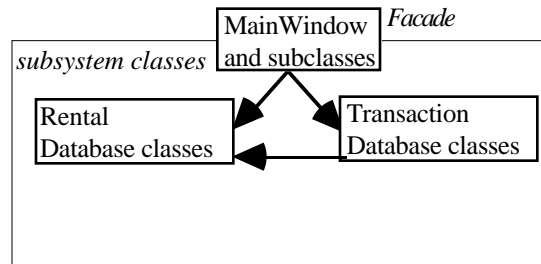 MainWindow
and subclasses
Facade
subsystem classes
Rental
Database classes
Transaction
Database classes